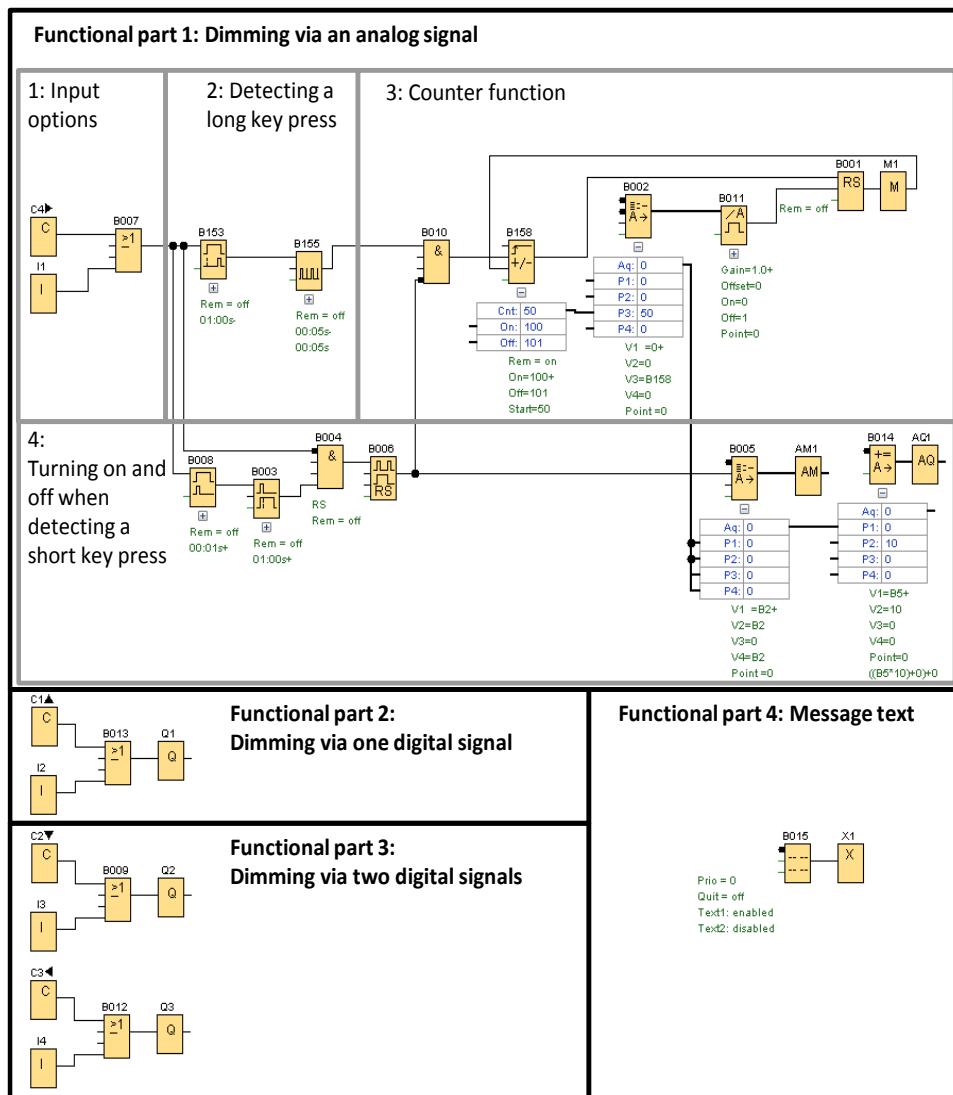 Functional part 1: Dimming via an analog signal
1: Input
options
2: Detecting a
long key press
3: Counter function
C4
C
I1
I
B007
>1
B153
Rem = off
01:00s-
B155
Rem = off
00:05s-
00:05s
B010
&
B158
+/-
Cnt: 50
On: 100
Off: 101
Rem = on
On=100+
Off=101
Start=50
B002
A→
Aq: 0
P1: 0
P2: 0
P3: 50
P4: 0
V1 =0+
V2=0
V3=B158
V4=0
Point =0
B011
/A
Gain=1.0+
Offset=0
On=0
Off=1
Point=0
B001
RS
Rem = off
M1
M
4:
Turning on and
off when
detecting a
short key press
B008
Rem = off
00:01s+
B003
Rem = off
01:00s+
B004
&
RS
Rem = off
B006
RS
B005
A→
Aq: 0
P1: 0
P2: 0
P3: 0
P4: 0
V1 =B2+
V2=B2
V3=0
V4=B2
Point =0
AM1
AM
B014
+=
A→
Aq: 0
P1: 0
P2: 10
P3: 0
P4: 0
V1=B5+
V2=10
V3=0
V4=0
Point=0
((B5*10)+0)+0
AQ1
AQ
Functional part 2:
Dimming via one digital signal
C1
C
I2
I
B013
>1
Q1
Q
Functional part 3:
Dimming via two digital signals
C2
C
I3
I
B009
>1
Q2
Q
C3
C
I4
I
B012
>1
Q3
Q
Functional part 4: Message text
B015
X1
X
Prio = 0
Quit = off
Text1: enabled
Text2: disabled